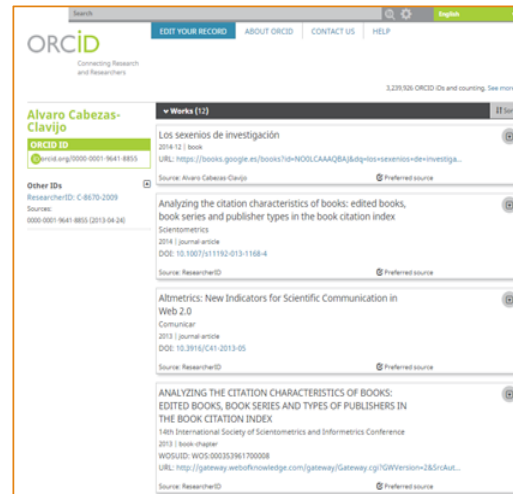 Search
English
ORCID
Connecting Research
and Researchers
EDIT YOUR RECORD ABOUT ORCID CONTACT US HELP
3,239,926 ORCID iDs and counting. See more
Alvaro Cabezas-
Clavijo
ORCID ID
orcid.org/0000-0001-9641-8855
Other IDs
ResearcherID: C-8670-2009
Sources:
0000-0001-9641-8855 (2013-04-24)
Works (12)
Sor
Los sexenios de investigación
2014-12 | book
URL: https://books.google.es/books?id=NO0LCAAAQBAJ&dq=los+sexenios+de+investiga...
Source: Alvaro Cabezas-Clavijo Preferred source
Analyzing the citation characteristics of books: edited books,
book series and publisher types in the book citation index
Scientometrics
2014 | journal-article
DOI: 10.1007/s11192-013-1168-4
Source: ResearcherID Preferred source
Altmetrics: New Indicators for Scientific Communication in
Web 2.0
Comunicar
2013 | journal-article
DOI: 10.3916/C41-2013-05
Source: ResearcherID Preferred source
ANALYZING THE CITATION CHARACTERISTICS OF BOOKS:
EDITED BOOKS, BOOK SERIES AND TYPES OF PUBLISHERS IN
THE BOOK CITATION INDEX
14th International Society of Scientometrics and Informetrics Conference
2013 | book-chapter
WOSUID: WOS:000353961700008
URL: http://gateway.webofknowledge.com/gateway/Gateway.cgi?GWVersion=2&SrcAut...
Source: ResearcherID Preferred source